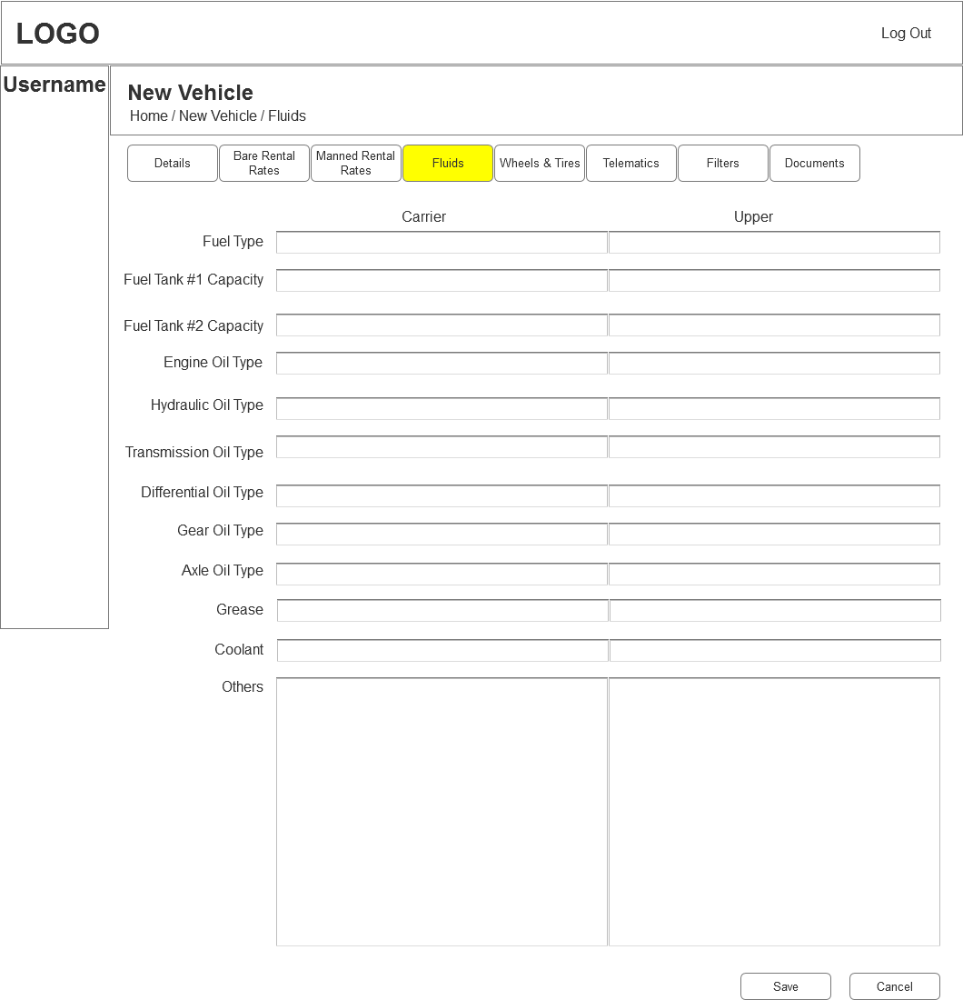 LOGO
Log Out
Username
New Vehicle
Home / New Vehicle / Fluids
Details
Bare Rental
Rates
Manned Rental
Rates
Fluids
Wheels & Tires
Telematics
Filters
Documents
Carrier
Upper
Fuel Type
Fuel Tank #1 Capacity
Fuel Tank #2 Capacity
Engine Oil Type
Hydraulic Oil Type
Transmission Oil Type
Differential Oil Type
Gear Oil Type
Axle Oil Type
Grease
Coolant
Others
Save
Cancel